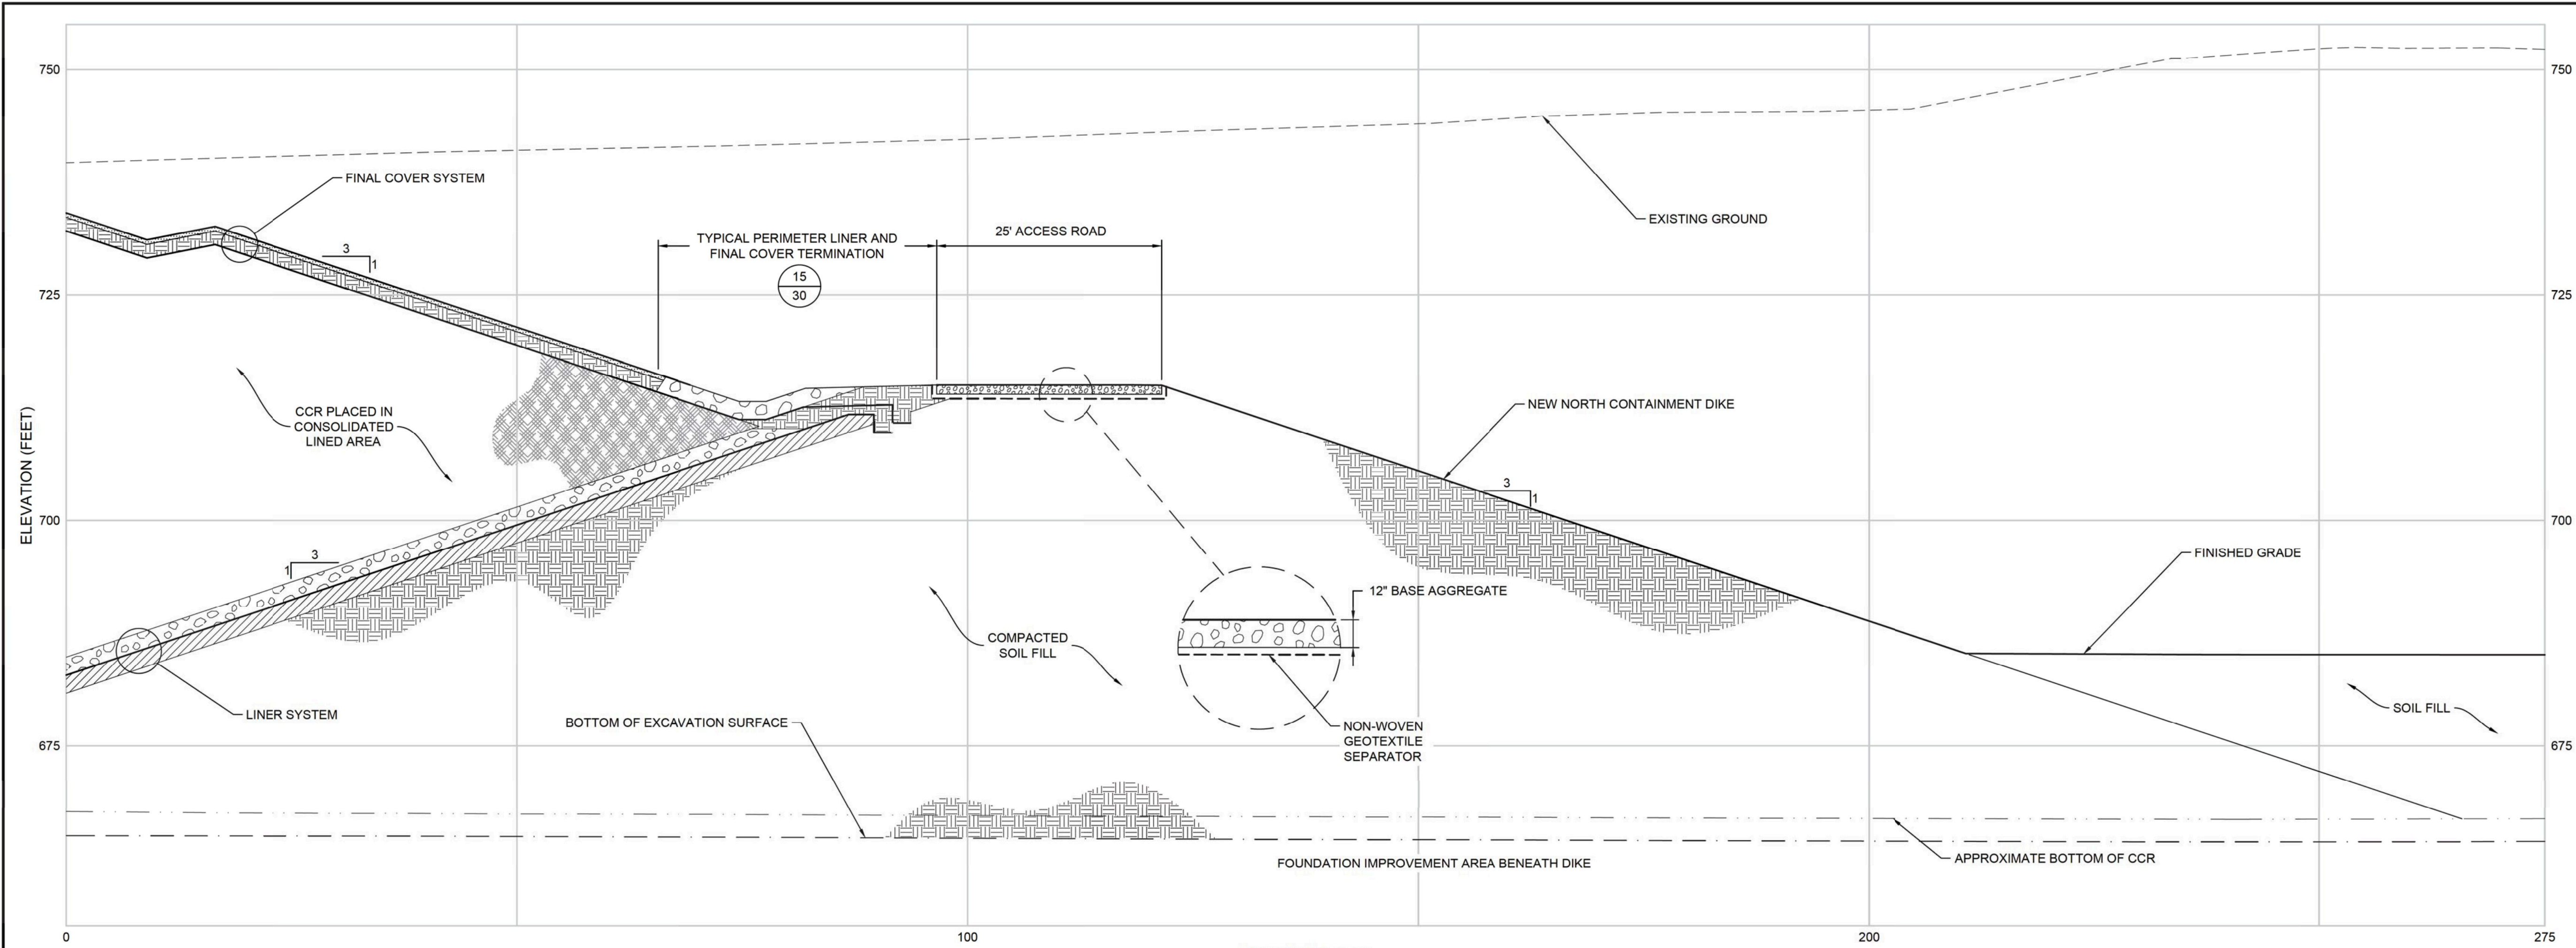 750
750
FINAL COVER SYSTEM
EXISTING GROUND
TYPICAL PERIMETER LINER AND
FINAL COVER TERMINATION
15
30
25' ACCESS ROAD
3
1
725
725
CCR PLACED IN
CONSOLIDATED
LINED AREA
NEW NORTH CONTAINMENT DIKE
3
1
ELEVATION (FEET)
700
700
FINISHED GRADE
3
1
12" BASE AGGREGATE
COMPACTED
SOIL FILL
LINER SYSTEM
BOTTOM OF EXCAVATION SURFACE
NON-WOVEN
GEOTEXTILE
SEPARATOR
SOIL FILL
675
675
FOUNDATION IMPROVEMENT AREA BENEATH DIKE
APPROXIMATE BOTTOM OF CCR
0
100
200
275